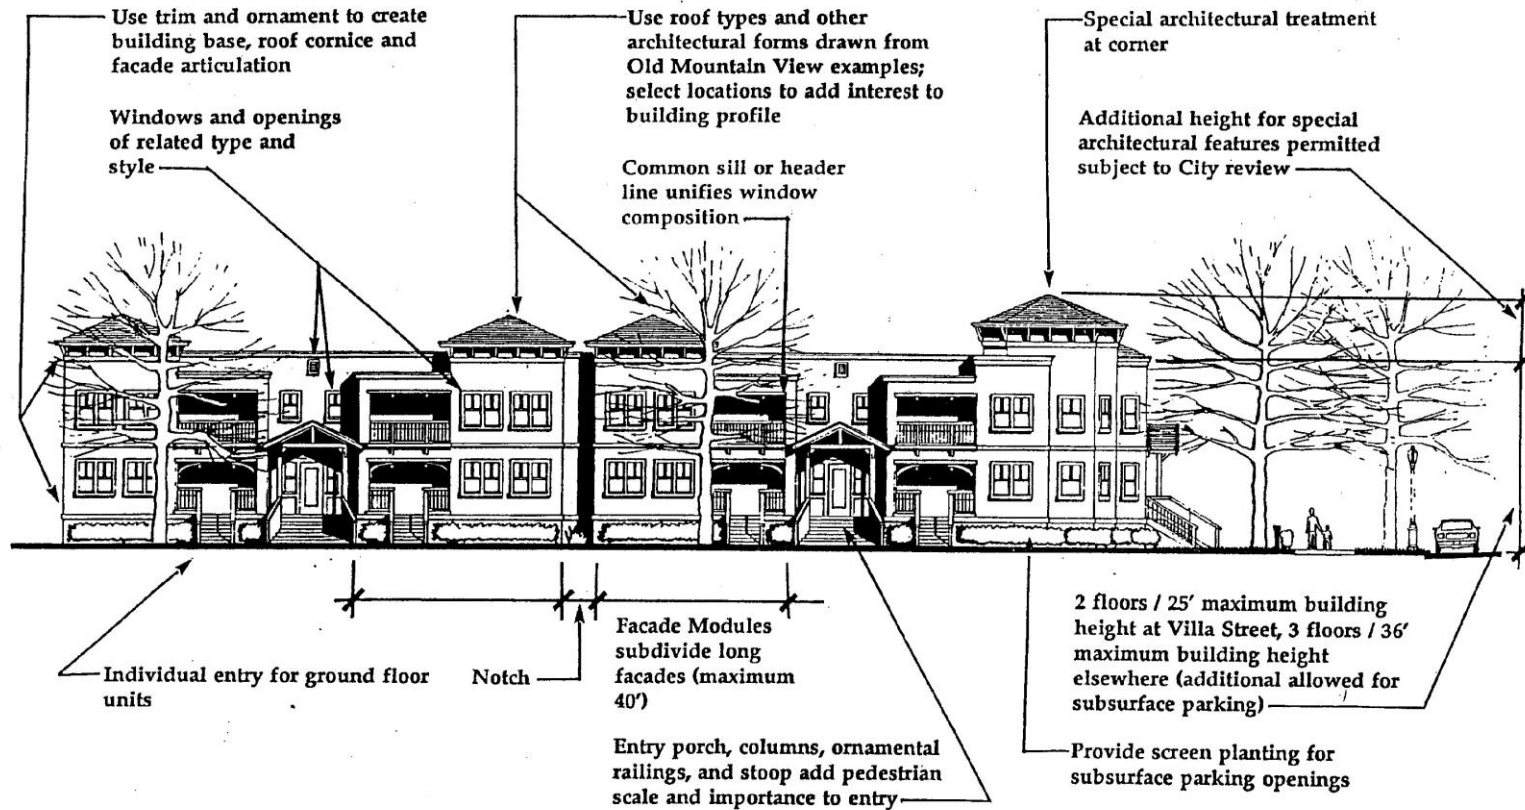 Use trim and ornament to create
building base, roof cornice and
facade articulation
Windows and openings
of related type and
style
Use roof types and other
architectural forms drawn from
Old Mountain View examples;
select locations to add interest to
building profile
Common sill or header
line unifies window
composition
Special architectural treatment
at corner
Additional height for special
architectural features permitted
subject to City review
Individual entry for ground floor
units
Notch
Facade Modules
subdivide long
facades (maximum
40')
Entry porch, columns, ornamental
railings, and stoop add pedestrian
scale and importance to entry
2 floors / 25' maximum building
height at Villa Street, 3 floors / 36'
maximum building height
elsewhere (additional allowed for
subsurface parking)
Provide screen planting for
subsurface parking openings